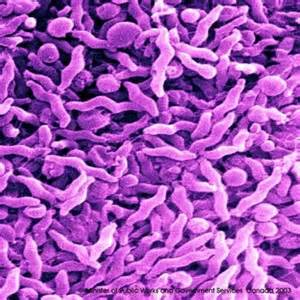 © Minister of Public Works and Government Services Canada, 2003